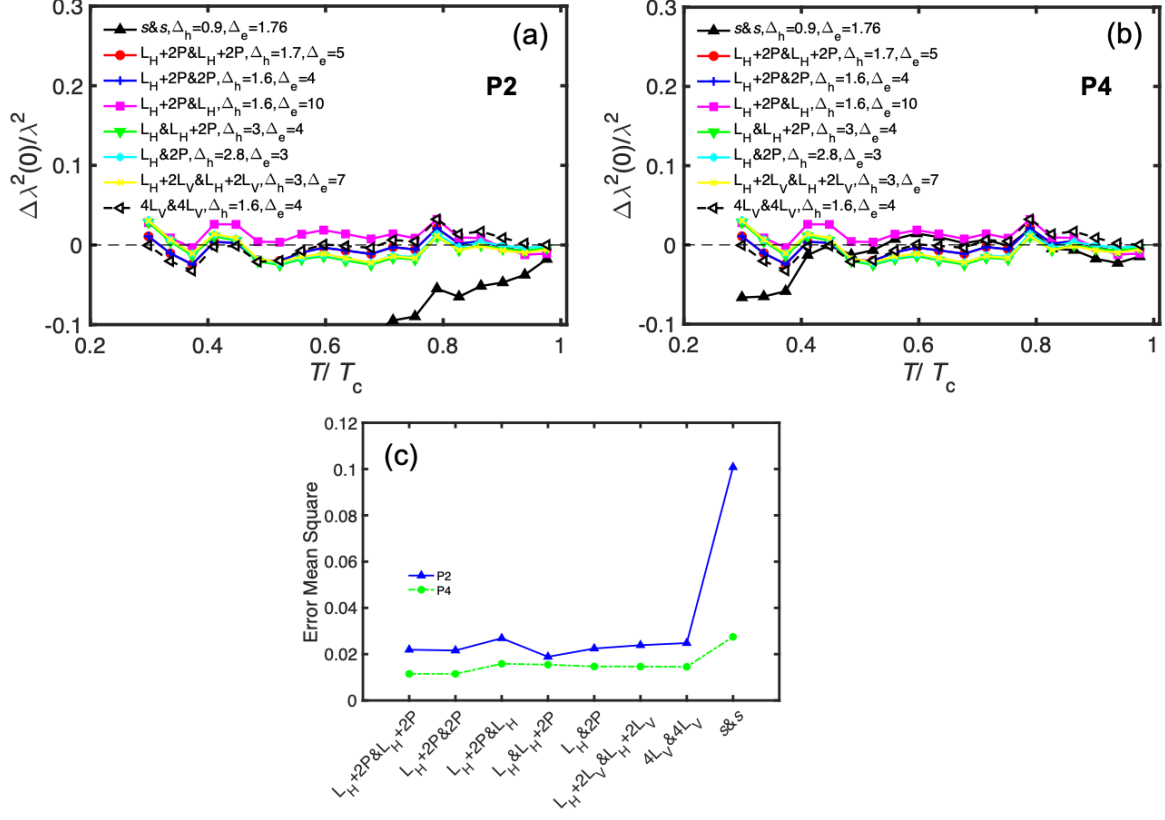 (a)
P2
s&s,Δh=0.9,Δe=1.76
LH+2P&LH+2P,Δh=1.7,Δe=5
LH+2P&2P,Δh=1.6,Δe=4
LH+2P&LH,Δh=1.6,Δe=10
LH&LH+2P,Δh=3,Δe=4
LH&2P,Δh=2.8,Δe=3
LH+2LV&LH+2LV,Δh=3,Δe=7
4LV&4LV,Δh=1.6,Δe=4
Δλ²(0)/λ²
0.3
0.2
0.1
0
-0.1
0.2
0.4
0.6
0.8
1
T/ Tc
(b)
P4
s&s,Δh=0.9,Δe=1.76
LH+2P&LH+2P,Δh=1.7,Δe=5
LH+2P&2P,Δh=1.6,Δe=4
LH+2P&LH,Δh=1.6,Δe=10
LH&LH+2P,Δh=3,Δe=4
LH&2P,Δh=2.8,Δe=3
LH+2LV&LH+2LV,Δh=3,Δe=7
4LV&4LV,Δh=1.6,Δe=4
Δλ²(0)/λ²
0.3
0.2
0.1
0
-0.1
0.2
0.4
0.6
0.8
1
T/ Tc
(c)
Error Mean Square
0.12
0.1
0.08
0.06
0.04
0.02
0
P2
P4
LH+2P&LH+2P
LH+2P&2P
LH+2P&LH
LH&LH+2P
LH&2P
LH+2LV&LH+2LV
4LV&4LV
s&s